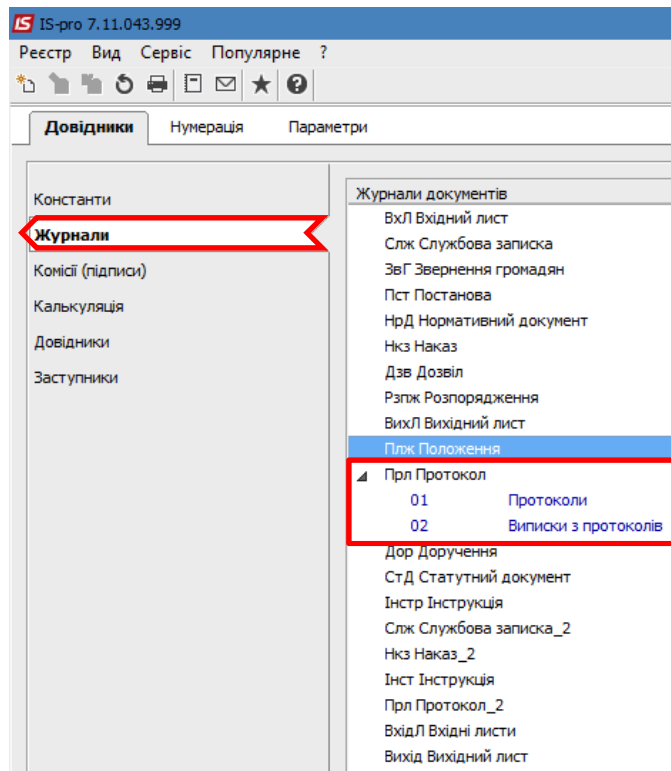 IS-pro 7.11.043.999
Реєстр Вид Сервіс Популярне ?
Довідники Нумерація Параметри
Константи
Журнали
Комісії (підписи)
Калькуляція
Довідники
Заступники
Журнали документів
ВхЛ Вхідний лист
Слж Службова записка
ЗвГ Звернення громадян
Пст Постанова
НрД Нормативний документ
Нкз Наказ
Дзв Дозвіл
Рзпж Розпорядження
ВихЛ Вихідний лист
Плж Положення
Прл Протокол
01 Протоколи
02 Виписки з протоколів
Дор Доручення
СтД Статутний документ
Інстр Інструкція
Слж Службова записка_2
Нкз Наказ_2
Інст Інструкція
Прл Протокол_2
ВхідЛ Вхідні листи
Вихід Вихідний лист